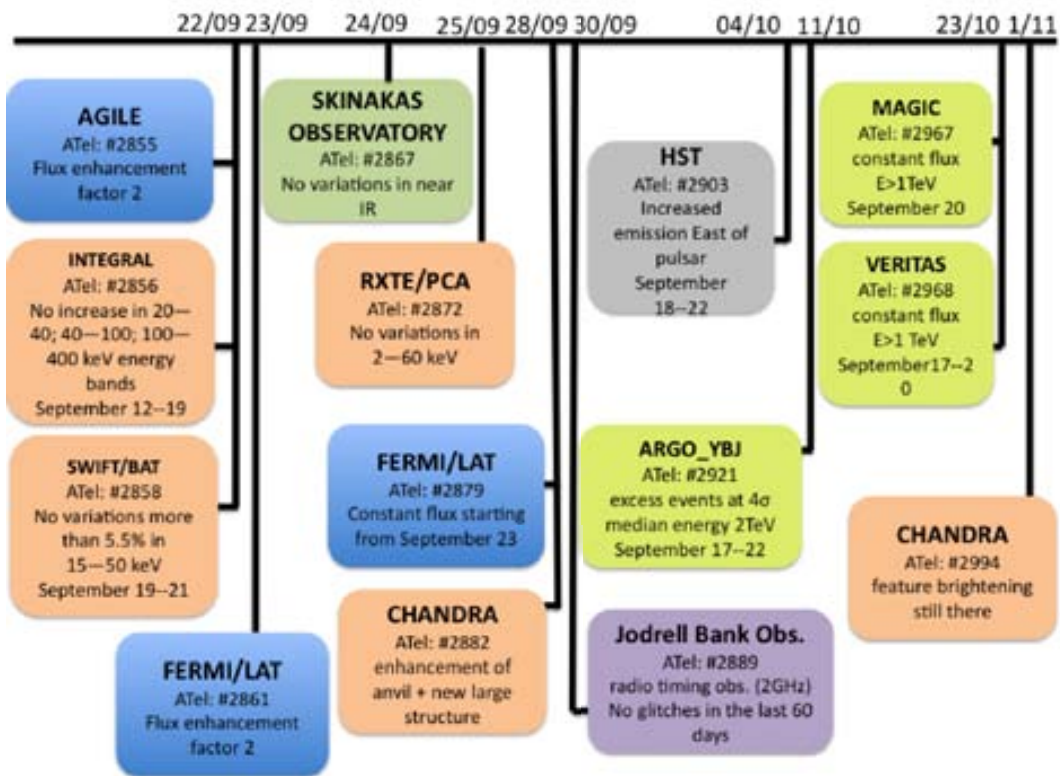 22/09 23/09 24/09 25/09 28/09 30/09 04/10 11/10 23/10 1/11
AGILE
ATel: #2855
Flux enhancement
factor 2
INTEGRAL
ATel: #2856
No increase in 20—
40; 40—100; 100—
400 keV energy
bands
September 12--19
SWIFT/BAT
ATel: #2858
No variations more
than 5.5% in
15—50 keV
September 19--21
FERMI/LAT
ATel: #2861
Flux enhancement
factor 2
SKINAKAS
OBSERVATORY
ATel: #2867
No variations in near
IR
RXTE/PCA
ATel: #2872
No variations in
2—60 keV
FERMI/LAT
ATel: #2879
Constant flux starting
from September 23
CHANDRA
ATel: #2882
enhancement of
anvil + new large
structure
Jodrell Bank Obs.
ATel: #2889
radio timing obs. (2GHz)
No glitches in the last 60
days
HST
ATel: #2903
Increased
emission East of
pulsar
September
18--22
ARGO_YBJ
ATel: #2921
excess events at 4σ
median energy 2TeV
September 17--22
MAGIC
ATel: #2967
constant flux
E>1TeV
September 20
VERITAS
ATel: #2968
constant flux
E>1 TeV
September17--2
0
CHANDRA
ATel: #2994
feature brightening
still there